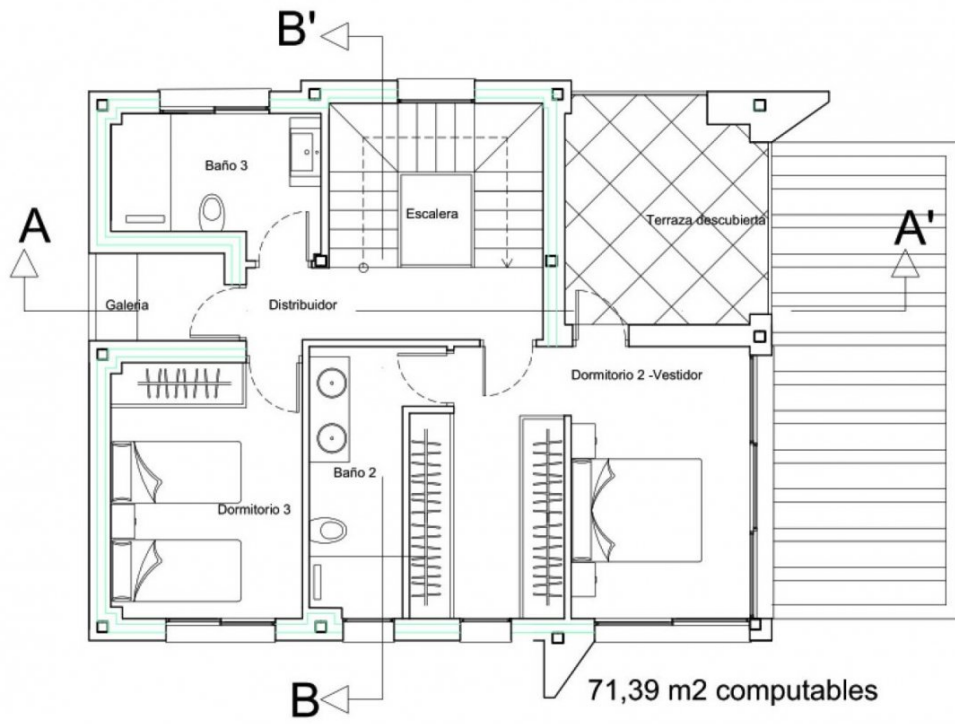 B'
Baño 3
Escalera
Terraza descubierta
A
A'
Galeria
Distribuidor
Dormitorio 2 -Vestidor
Baño 2
Dormitorio 3
B
71,39 m2 computables